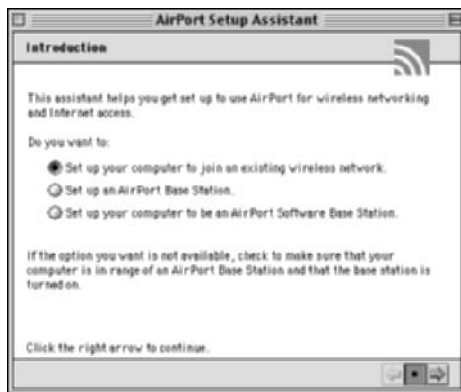 AirPort Setup Assistant
Introduction
This assistant helps you get set up to use AirPort for wireless networking
and Internet access.
Do you want to:
Set up your computer to join an existing wireless network.
Set up an AirPort Base Station.
Set up your computer to be an AirPort Software Base Station.
If the option you want is not available, check to make sure that your
computer is in range of an AirPort Base Station and that the base station is
turned on.
Click the right arrow to continue.